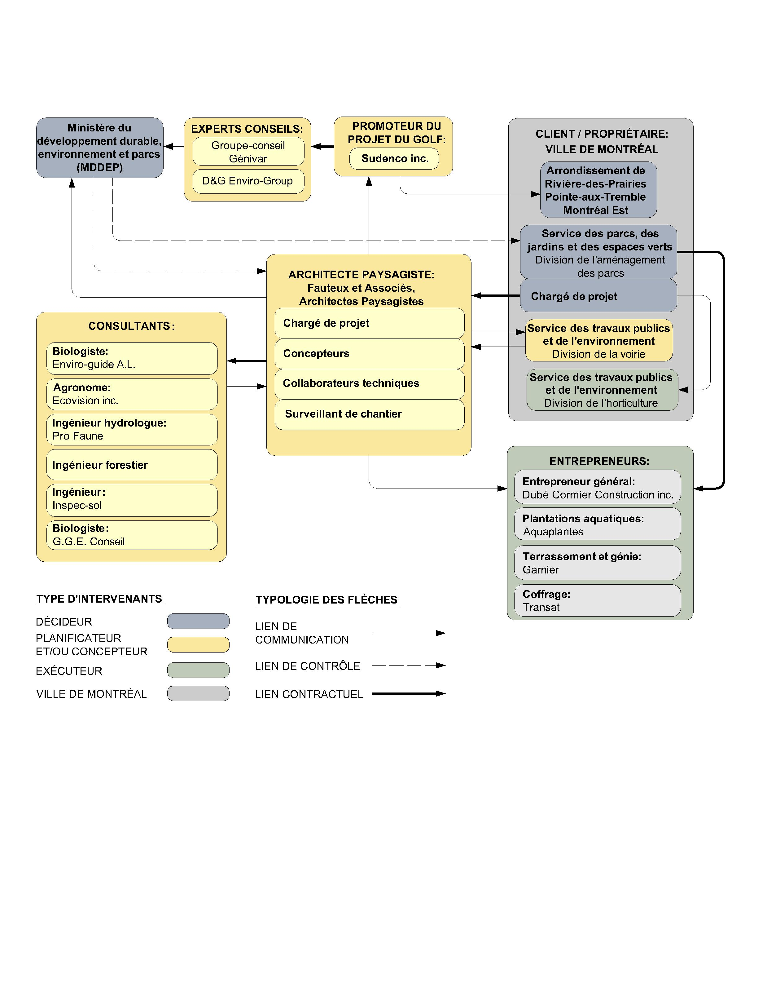 Ministère du
développement durable,
environnement et parcs
(MDDEP)
EXPERTS CONSEILS:
Groupe-conseil
Génivar
D&G Enviro-Group
PROMOTEUR DU
PROJET DU GOLF:
Sudenco inc.
CLIENT / PROPRIÉTAIRE:
VILLE DE MONTRÉAL
Arrondissement de
Rivière-des-Prairies
Pointe-aux-Tremble
Montréal Est
Service des parcs, des
jardins et des espaces verts
Division de l'aménagement
des parcs
Chargé de projet
Service des travaux publics
et de l'environnement
Division de la voirie
Service des travaux publics
et de l'environnement
Division de l'horticulture
ARCHITECTE PAYSAGISTE:
Fauteux et Associés,
Architectes Paysagistes
Chargé de projet
Concepteurs
Collaborateurs techniques
Surveillant de chantier
CONSULTANTS :
Biologiste:
Enviro-guide A.L.
Agronome:
Ecovision inc.
Ingénieur hydrologue:
Pro Faune
Ingénieur forestier
Ingénieur :
Inspec-sol
Biologiste :
G.G.E. Conseil
ENTREPRENEURS:
Entrepreneur général:
Dubé Cormier Construction inc.
Plantations aquatiques:
Aquaplantes
Terrassement et génie:
Garnier
Coffrage:
Transat
TYPE D'INTERVENANTS
DÉCIDEUR
PLANIFICATEUR
ET/OU CONCEPTEUR
EXÉCUTEUR
VILLE DE MONTRÉAL
TYPOLOGIE DES FLÈCHES
LIEN DE
COMMUNICATION
LIEN DE CONTRÔLE
LIEN CONTRACTUEL